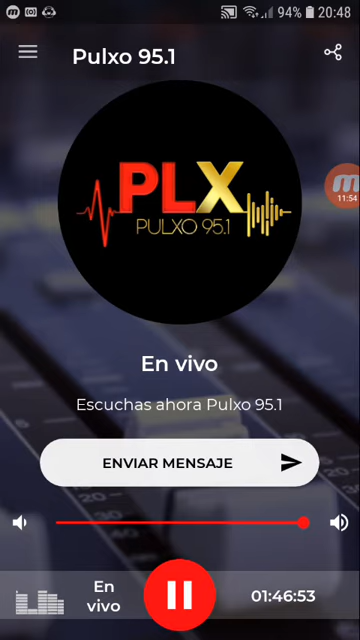 94% 20:48
Pulxo 95.1
PLX
PULXO 95.1
11:54
En vivo
Escuchas ahora Pulxo 95.1
ENVIAR MENSAJE
En
vivo
01:46:53